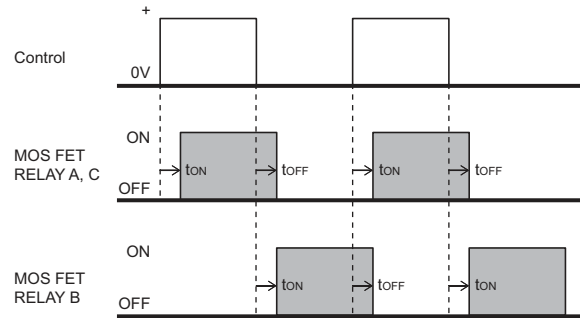 +
Control
0V
ON
MOS FET
RELAY A, C
tON
tOFF
tON
tOFF
OFF
ON
MOS FET
RELAY B
tON
tOFF
tON
OFF